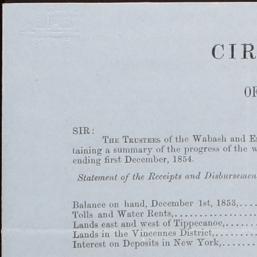 CIR
OF
SIR:
THE TRUSTEES of the Wabash and E
taining a summary of the progress of the w
ending first December, 1854.
Statement of the Receipts and Disbursemen
Balance on hand, December 1st, 1853,....
Tolls and Water Rents,....................
Lands east and west of Tippecanoe,......
Lands in the Vincennes District,..........
Interest on Deposits in New York,........